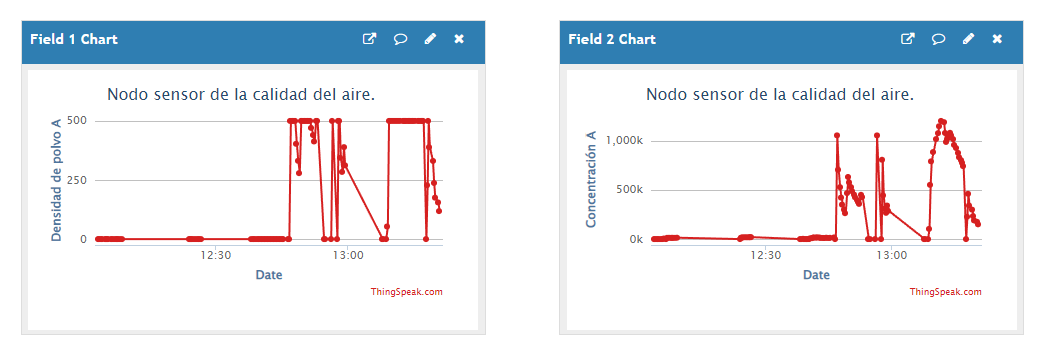 Field 1 Chart
Nodo sensor de la calidad del aire.
Densidad de polvo A
500
250
0
12:30
13:00
Date
ThingSpeak.com
Field 2 Chart
Nodo sensor de la calidad del aire.
Concentración A
1,000k
500k
0k
12:30
13:00
Date
ThingSpeak.com